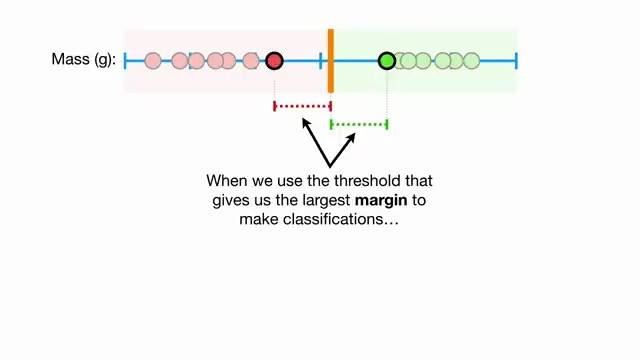 Mass (g):
When we use the threshold that
gives us the largest margin to
make classifications…